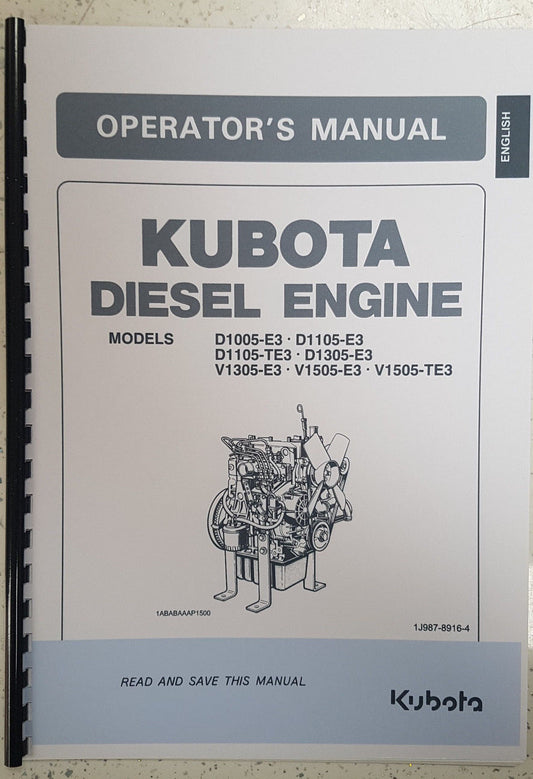 OPERATOR'S MANUAL
ENGLISH
KUBOTA
DIESEL ENGINE
MODELS D1005-E3 · D1105-E3
D1105-TE3 · D1305-E3
V1305-E3 · V1505-E3 · V1505-TE3
1ABABAAAP1500
1J987-8916-4
READ AND SAVE THIS MANUAL
Kubota